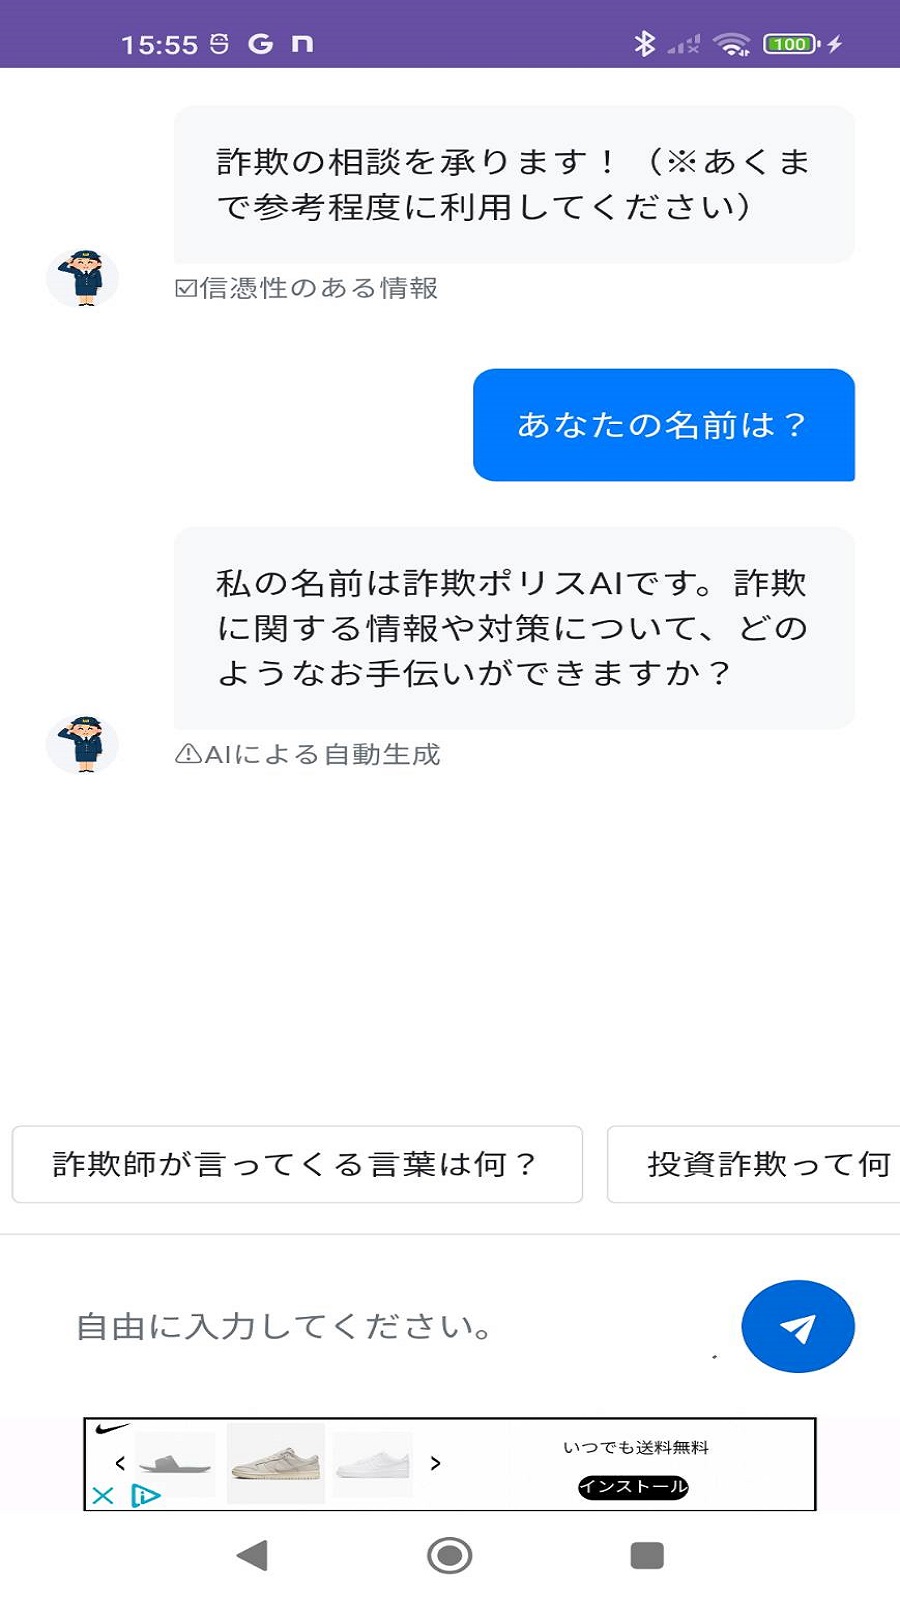 15:55 G n 100
詐欺の相談を承ります！（※あくま
で参考程度に利用してください）
☑信憑性のある情報
あなたの名前は？
私の名前は詐欺ポリスAIです。詐欺
に関する情報や対策について、どの
ようなお手伝いができますか？
⚠AIによる自動生成
詐欺師が言ってくる言葉は何？
投資詐欺って何
自由に入力してください。
いつでも送料無料
インストール